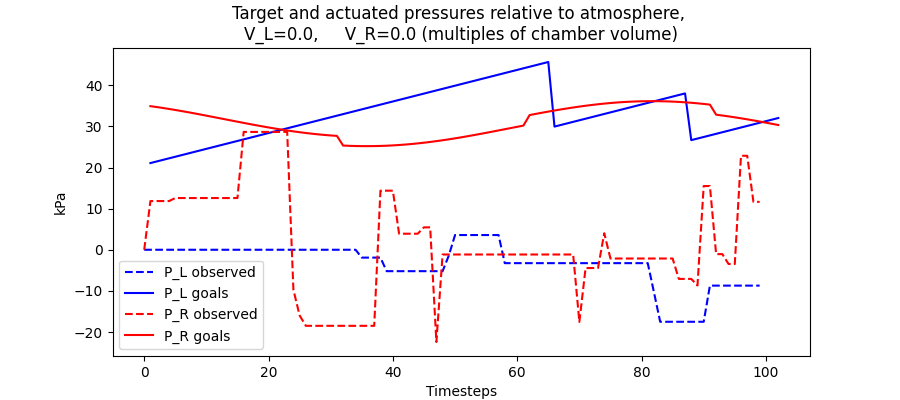 Target and actuated pressures relative to atmosphere,
V_L=0.0,     V_R=0.0 (multiples of chamber volume)
kPa
40
30
20
10
0
−10
−20
P_L observed
P_L goals
P_R observed
P_R goals
0 20 40 60 80 100
Timesteps